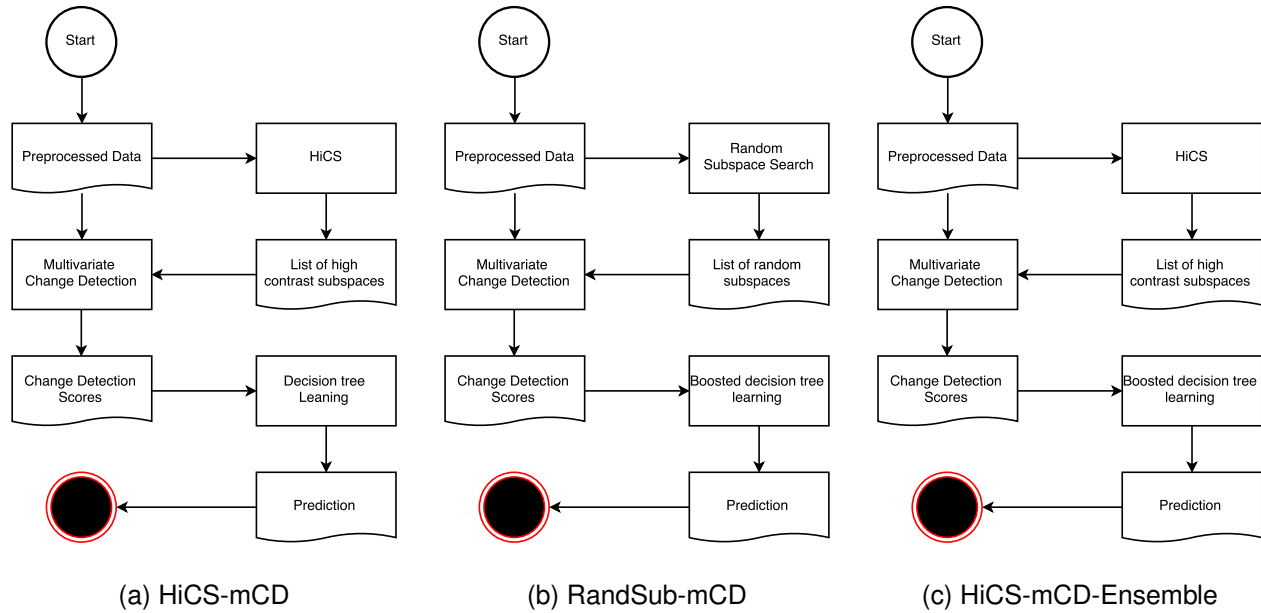 Start
Preprocessed Data
HiCS
Multivariate
Change Detection
List of high
contrast subspaces
Change Detection
Scores
Decision tree
Leaning
Prediction
(a) HiCS-mCD
Start
Preprocessed Data
Random
Subspace Search
Multivariate
Change Detection
List of random
subspaces
Change Detection
Scores
Boosted decision tree
learning
Prediction
(b) RandSub-mCD
Start
Preprocessed Data
HiCS
Multivariate
Change Detection
List of high
contrast subspaces
Change Detection
Scores
Boosted decision tree
learning
Prediction
(c) HiCS-mCD-Ensemble